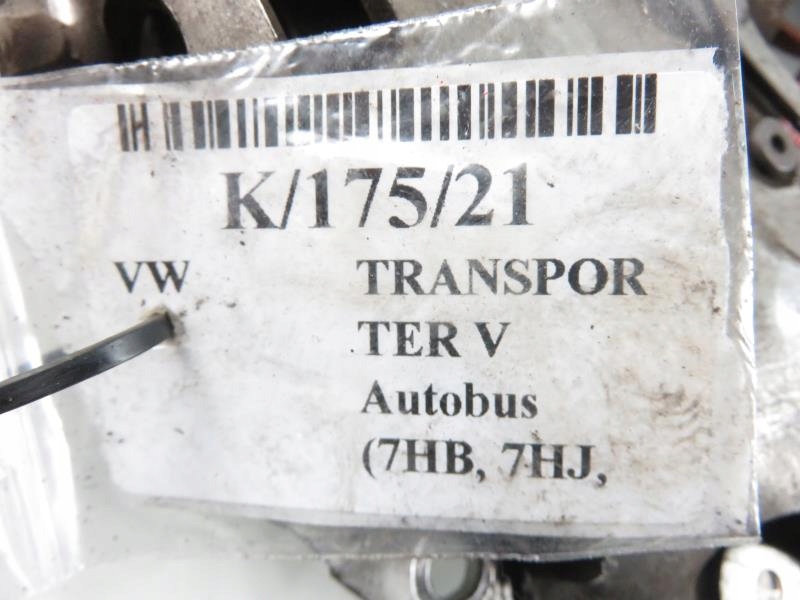 K/175/21
VW TRANSPOR
TER V
Autobus
(7HB, 7HJ,